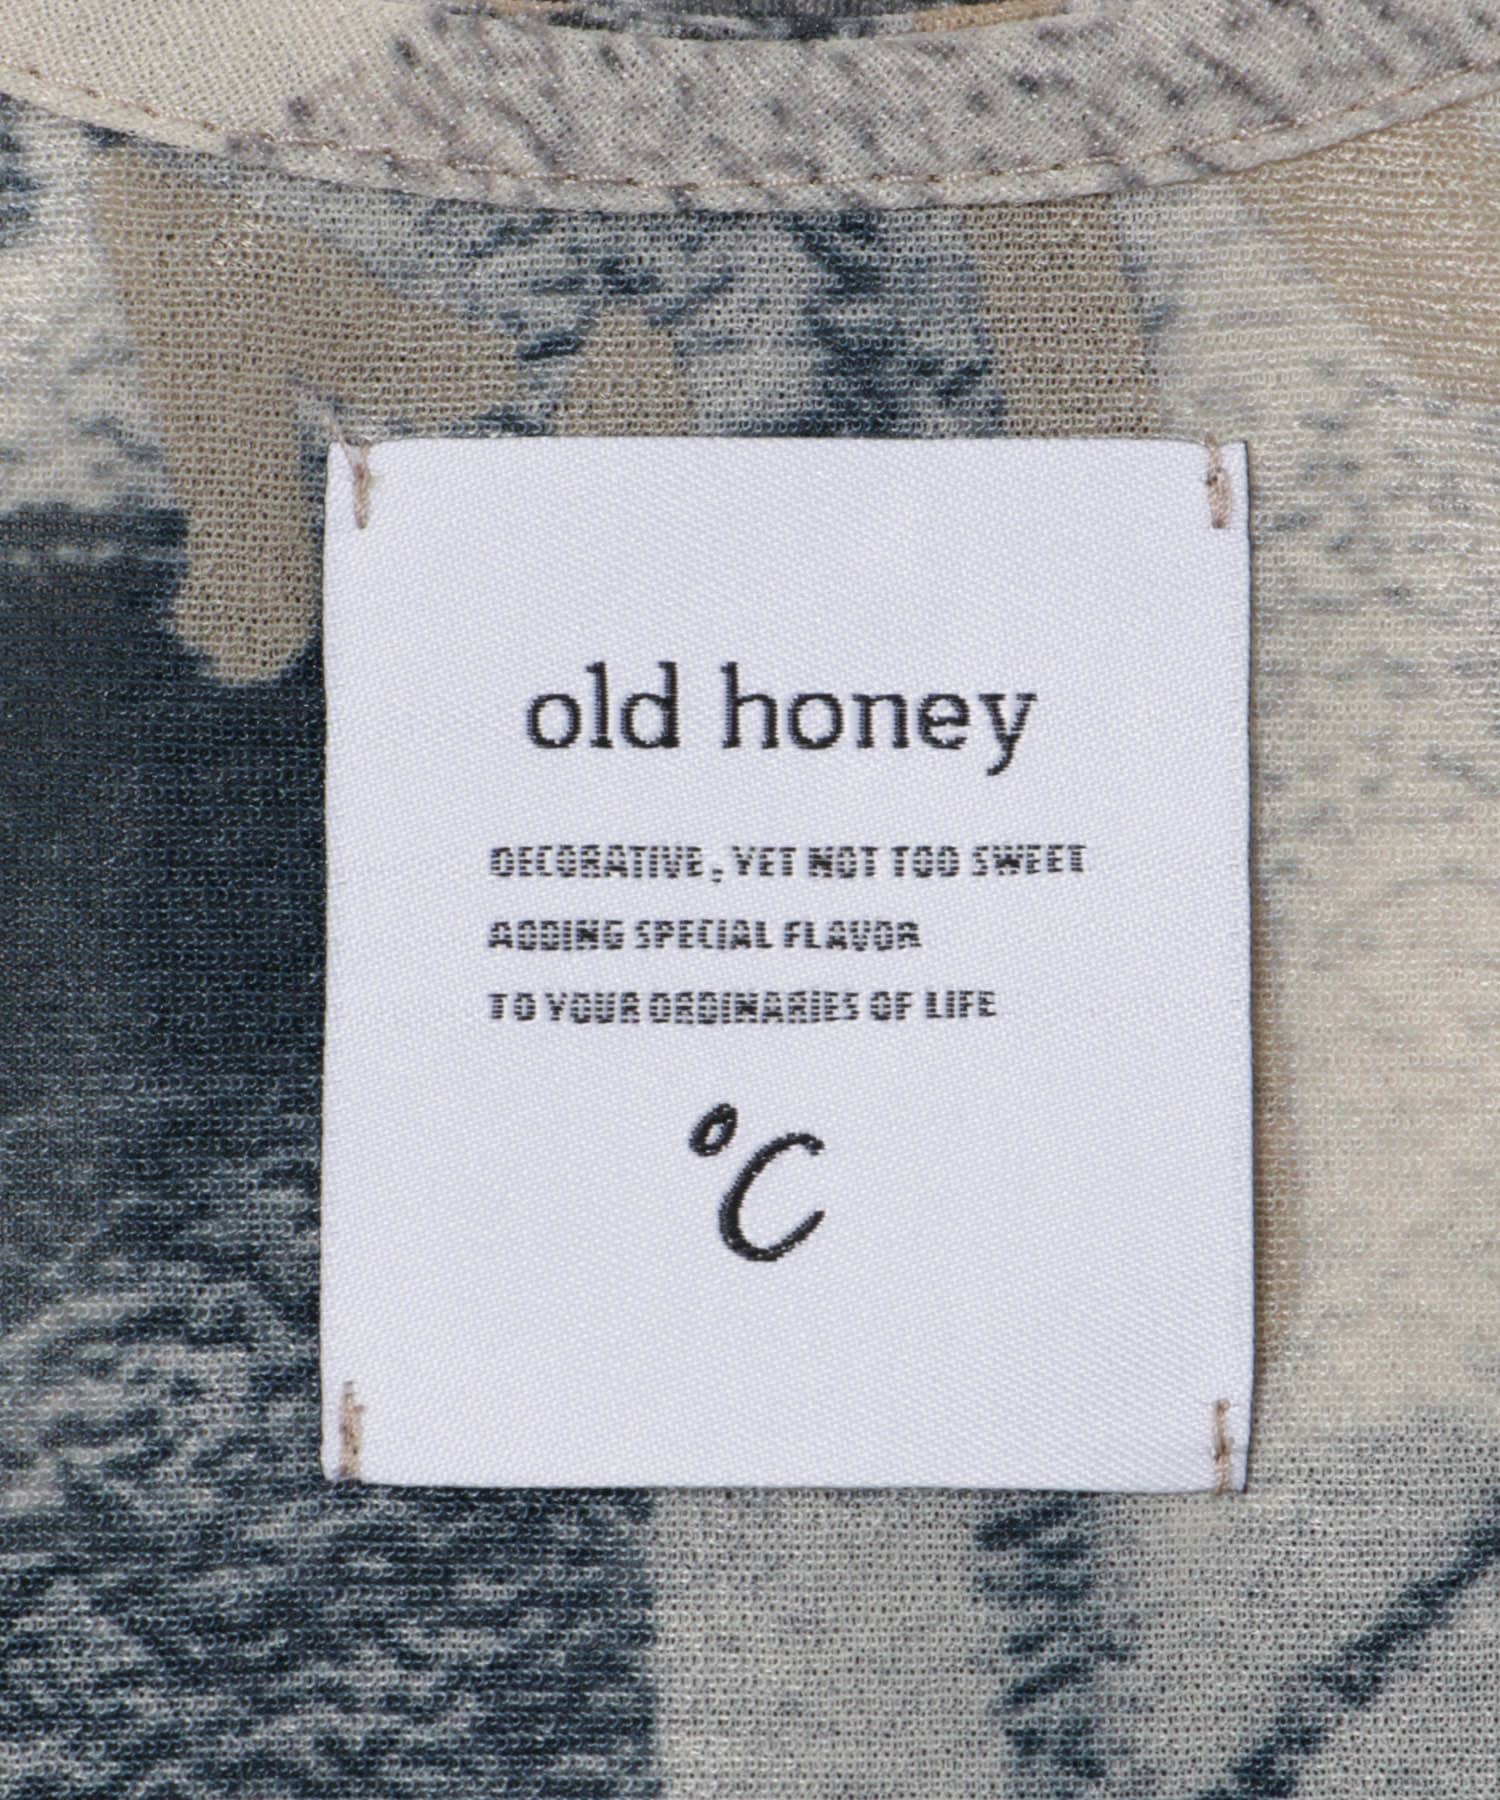 old honey
DECORATIVE, YET NOT TOO SWEET
ADDING SPECIAL FLAVOR
TO YOUR ORDINARIES OF LIFE
°C